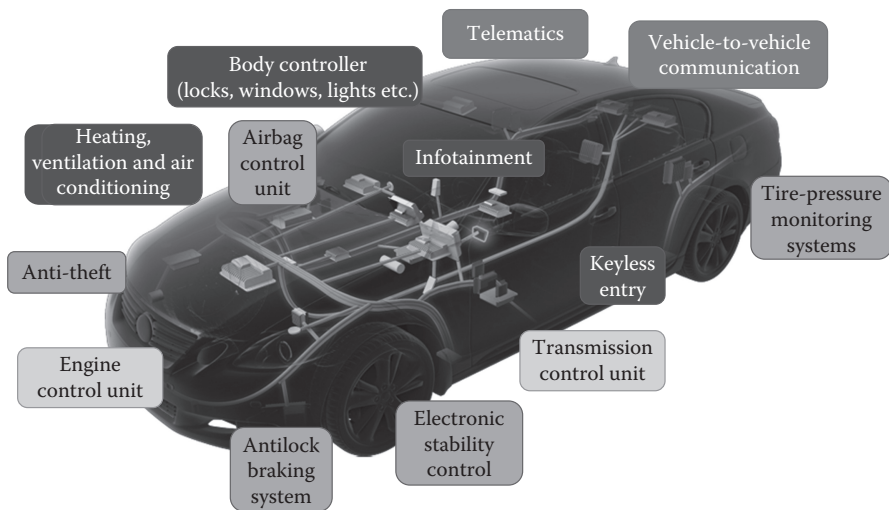 Telematics
Vehicle-to-vehicle
communication
Body controller
(locks, windows, lights etc.)
Heating,
ventilation and air
conditioning
Airbag
control
unit
Infotainment
Tire-pressure
monitoring
systems
Anti-theft
Keyless
entry
Engine
control unit
Transmission
control unit
Antilock
braking
system
Electronic
stability
control